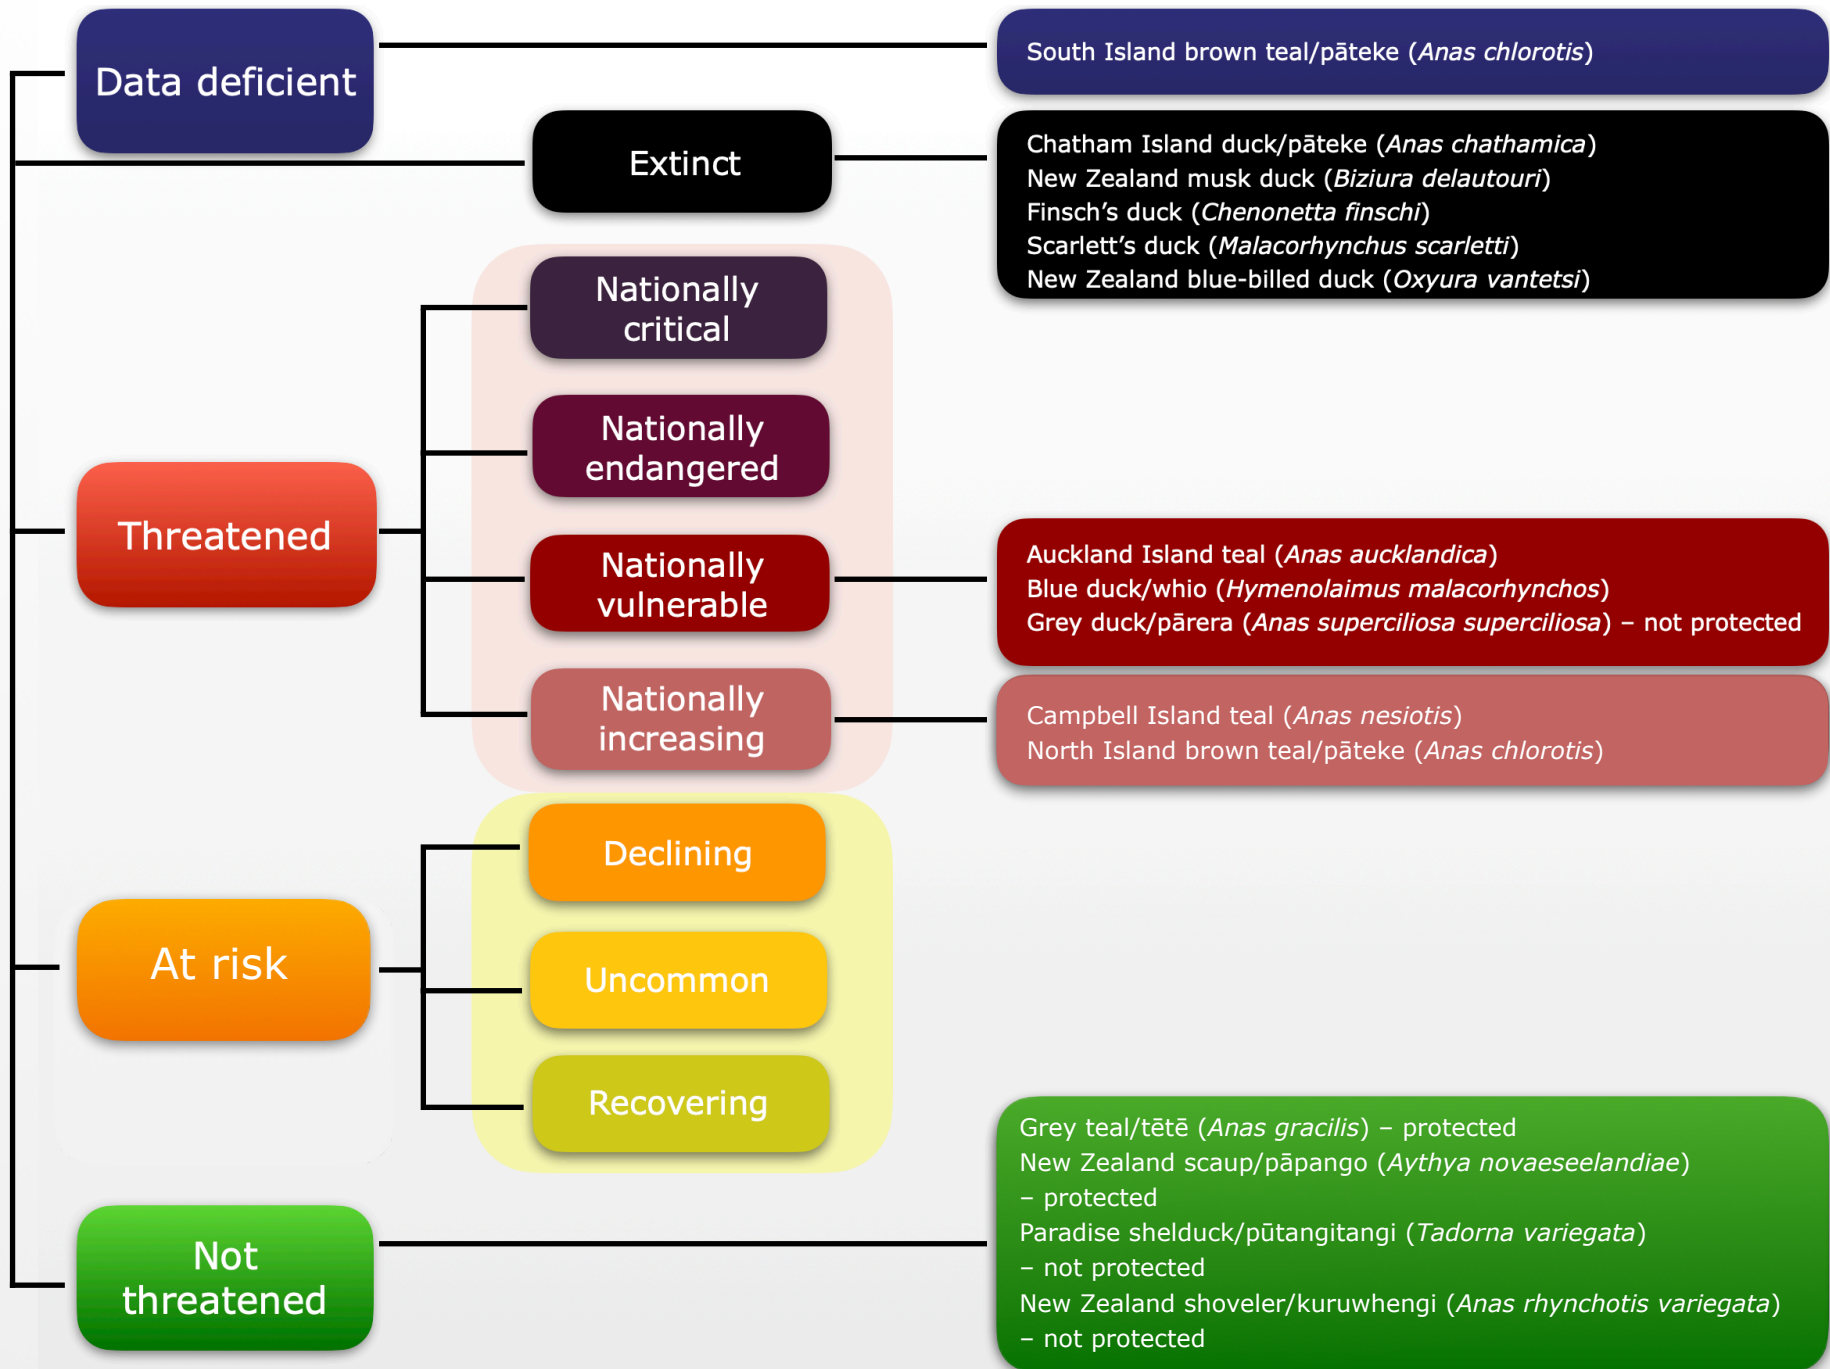 Data deficient
South Island brown teal/pāteke (Anas chlorotis)
Extinct
Chatham Island duck/pāteke (Anas chathamica)
New Zealand musk duck (Biziura delautouri)
Finsch’s duck (Chenonetta finschi)
Scarlett’s duck (Malacorhynchus scarletti)
New Zealand blue-billed duck (Oxyura vantetsi)
Threatened
Nationally
critical
Nationally
endangered
Nationally
vulnerable
Auckland Island teal (Anas aucklandica)
Blue duck/whio (Hymenolaimus malacorhynchos)
Grey duck/pārera (Anas superciliosa superciliosa) – not protected
Nationally
increasing
Campbell Island teal (Anas nesiotis)
North Island brown teal/pāteke (Anas chlorotis)
At risk
Declining
Uncommon
Recovering
Not
threatened
Grey teal/tētē (Anas gracilis) – protected
New Zealand scaup/pāpango (Aythya novaeseelandiae)
– protected
Paradise shelduck/pūtangitangi (Tadorna variegata)
– not protected
New Zealand shoveler/kuruwhengi (Anas rhynchotis variegata)
– not protected